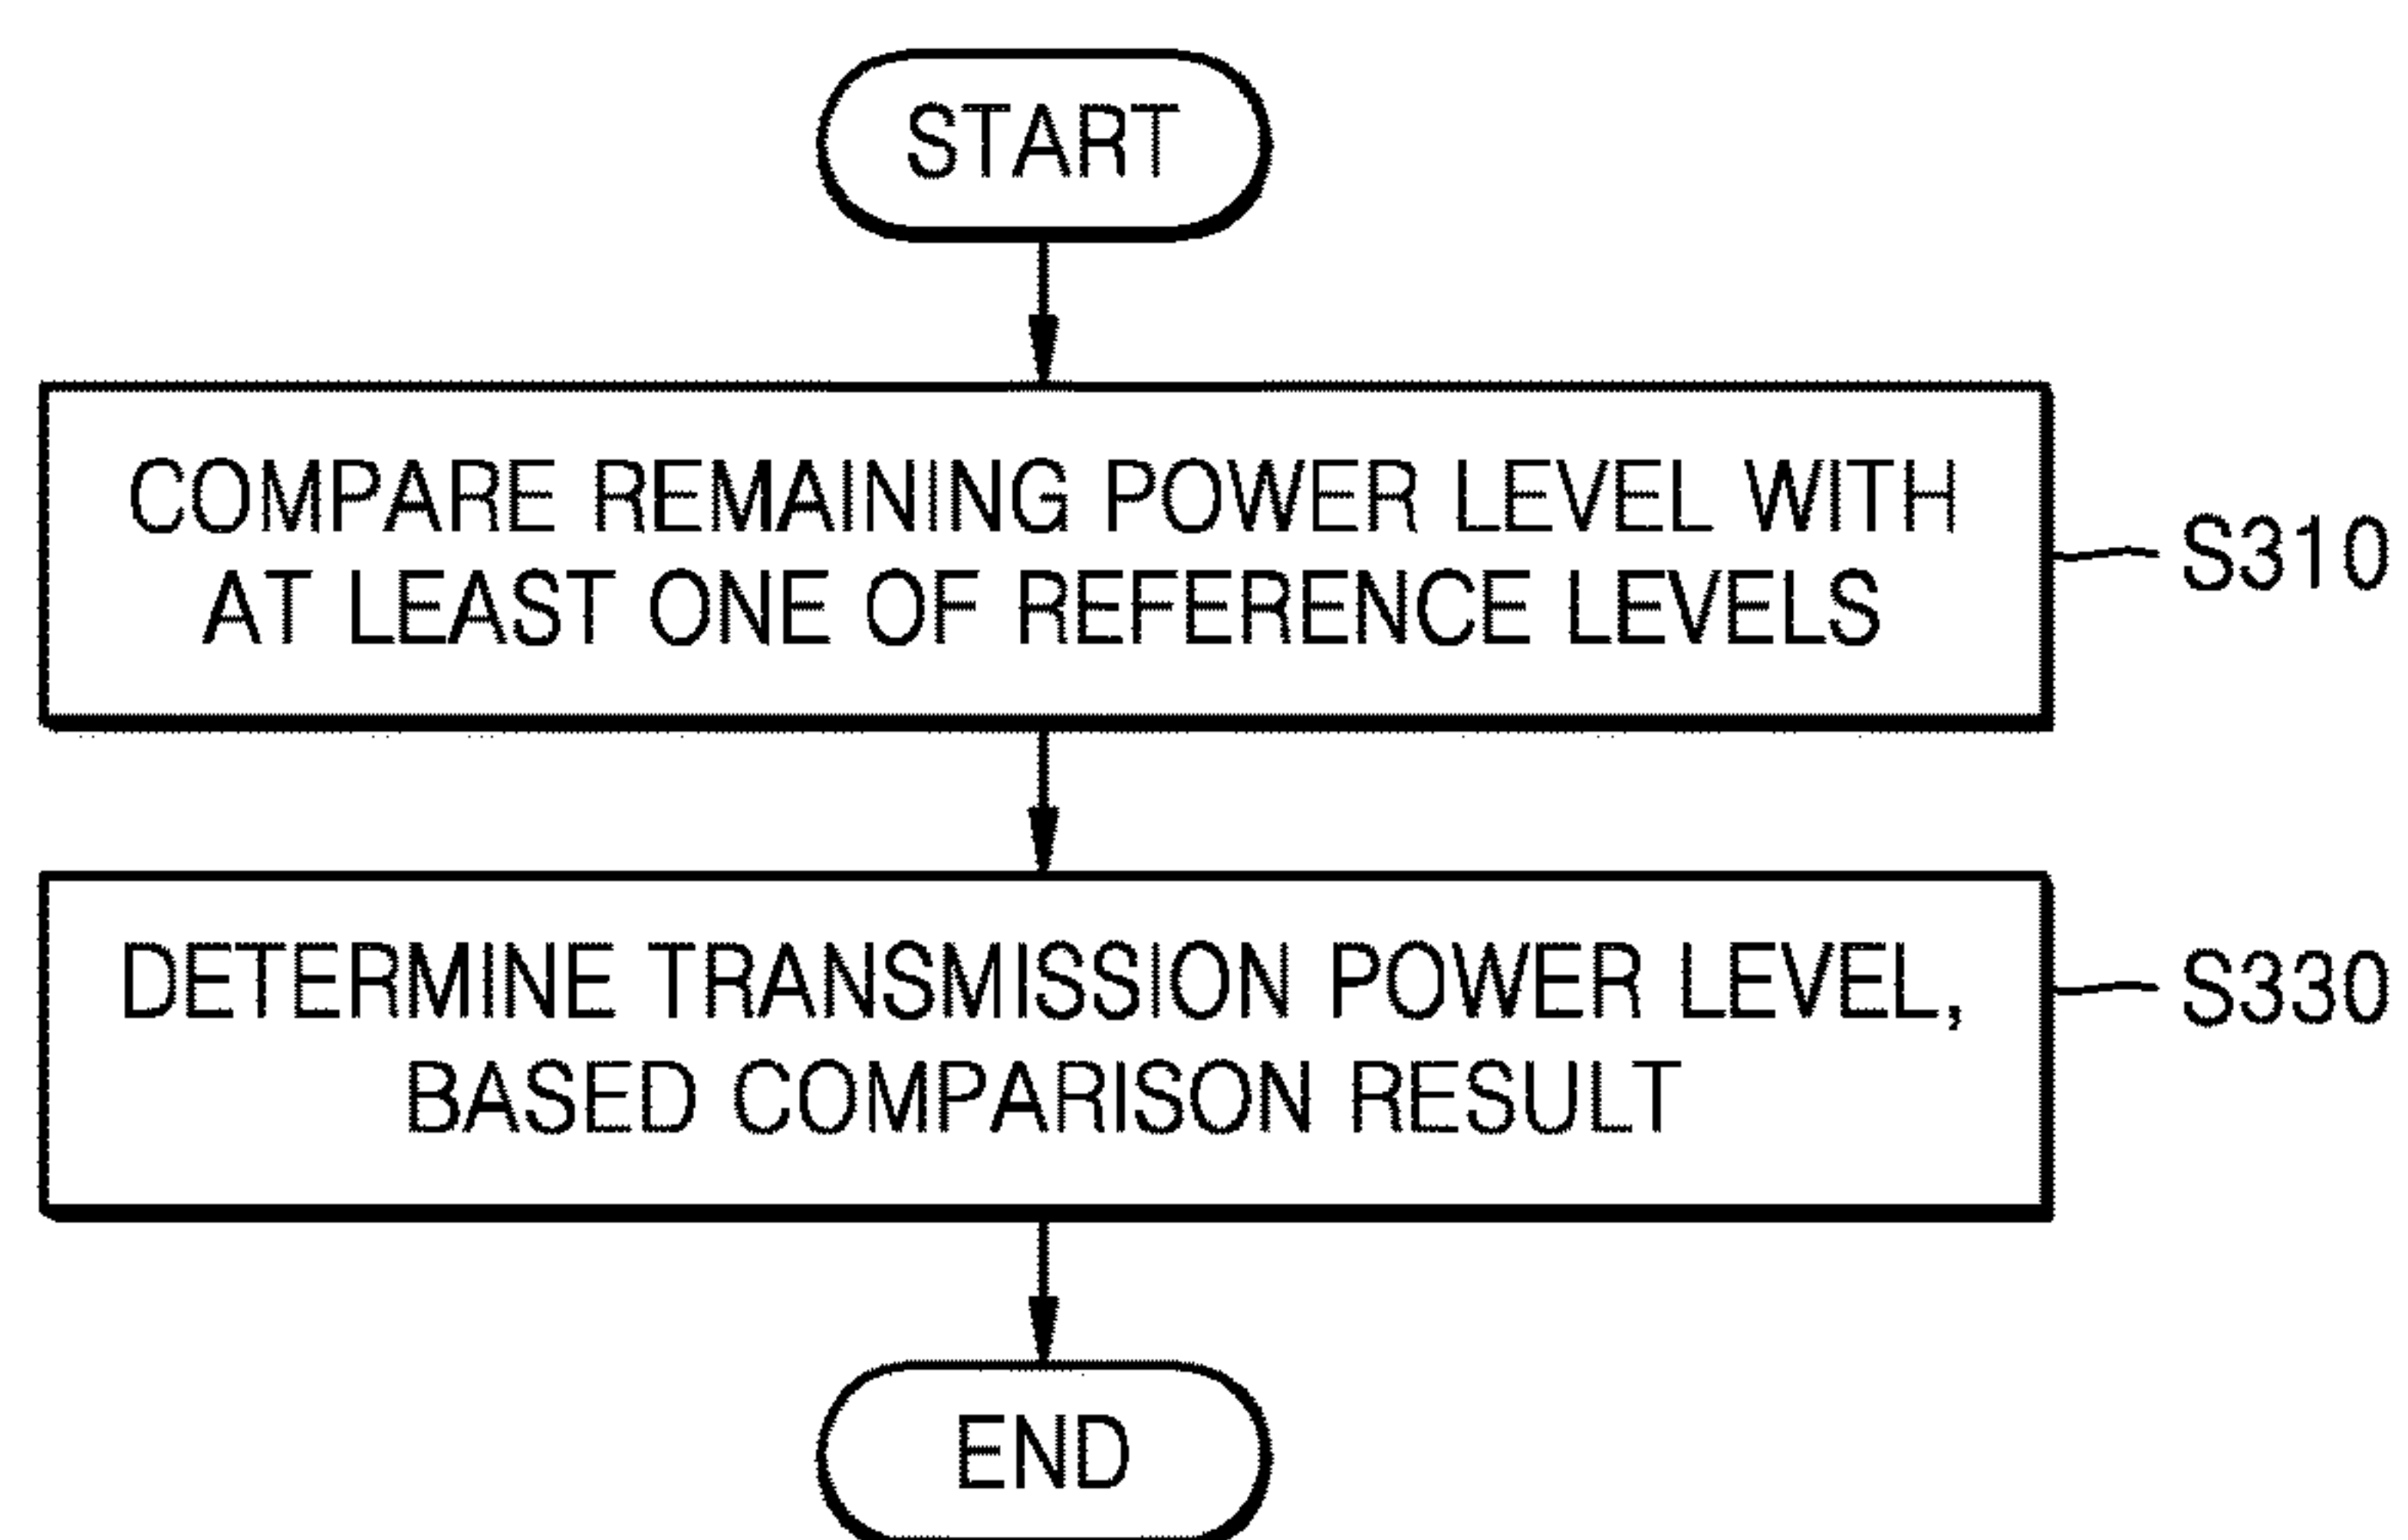 START
COMPARE REMAINING POWER LEVEL WITH
AT LEAST ONE OF REFERENCE LEVELS
S310
DETERMINE TRANSMISSION POWER LEVEL,
BASED COMPARISON RESULT
S330
END